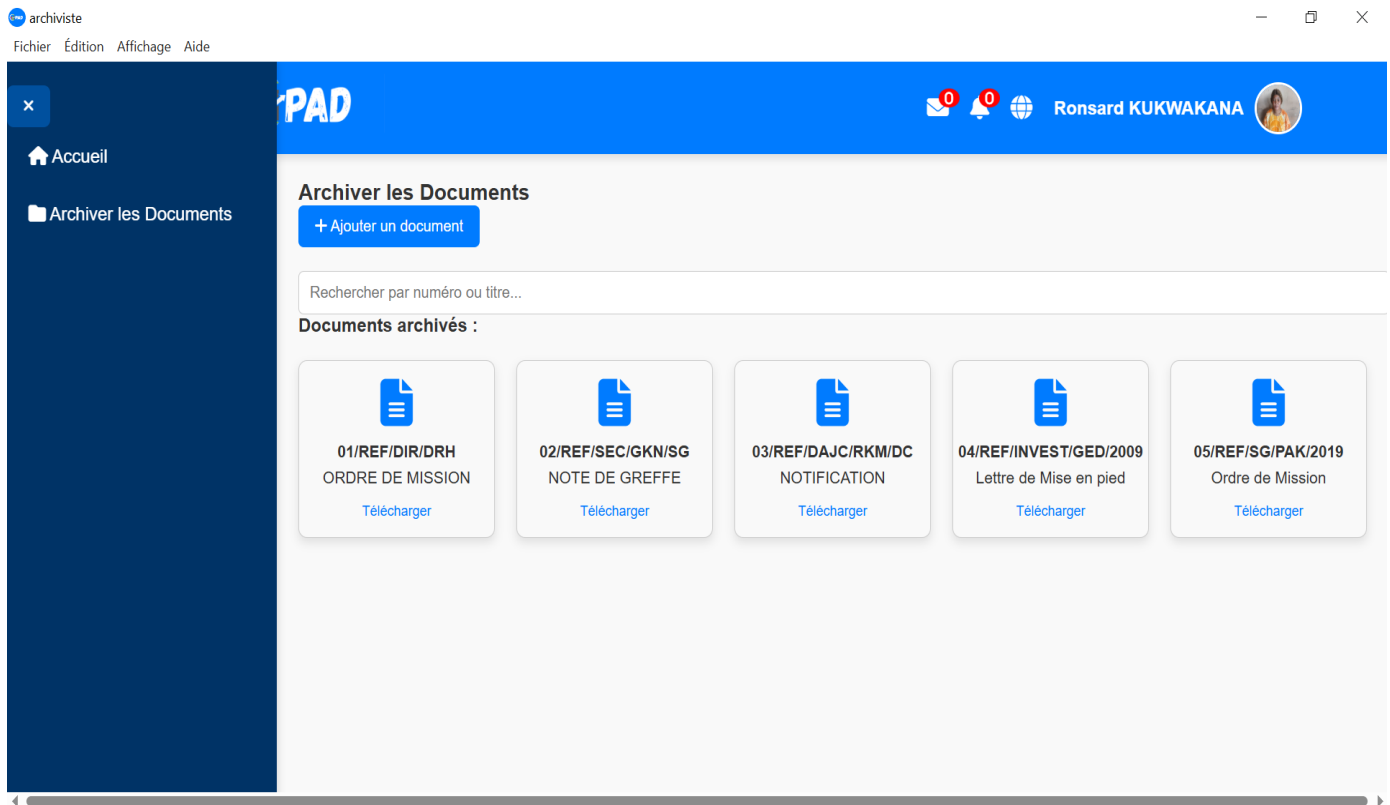 archiviste
Fichier Édition Affichage Aide
PAD
0 0 Ronsard KUKWAKANA
× 
Accueil
Archiver les Documents
Archiver les Documents
+ Ajouter un document
Rechercher par numéro ou titre...
Documents archivés :
01/REF/DIR/DRH
ORDRE DE MISSION
Télécharger
02/REF/SEC/GKN/SG
NOTE DE GREFFE
Télécharger
03/REF/DAJC/RKM/DC
NOTIFICATION
Télécharger
04/REF/INVEST/GED/2009
Lettre de Mise en pied
Télécharger
05/REF/SG/PAK/2019
Ordre de Mission
Télécharger